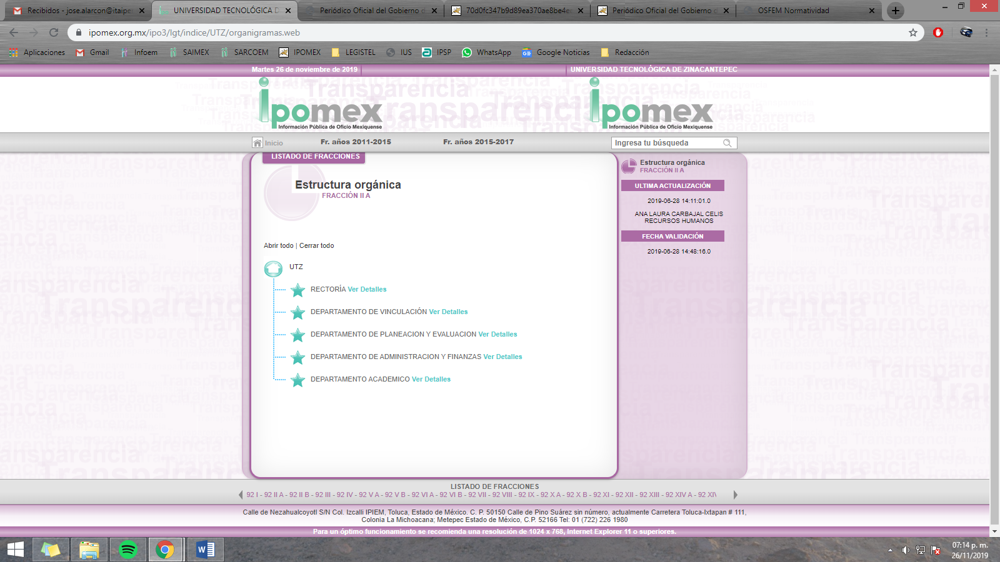 Recibidos - jose.alarcon@itaipe
UNIVERSIDAD TECNOLÓGICA D
Periódico Oficial del Gobierno d
70d0fc347b9d89ea370ae8be4e
Periódico Oficial del Gobierno d
OSFEM Normatividad
ipomex.org.mx/ipo3/lgt/indice/UTZ/organigramas.web
Aplicaciones
Gmail
Infoem
SAIMEX
SARCOEM
IPOMEX
LEGISTEL
IUS
IPSP
WhatsApp
Google Noticias
Redacción
Martes 26 de noviembre de 2019
UNIVERSIDAD TECNOLÓGICA DE ZINACANTEPEC
Transparencia
ipomex
Información Pública de Oficio Mexiquense
ipomex
Información Pública de Oficio Mexiquense
Inicio
Fr. años 2011-2015
Fr. años 2015-2017
Ingresa tu búsqueda
LISTADO DE FRACCIONES
Estructura orgánica
FRACCIÓN II A
Abrir todo | Cerrar todo
UTZ
RECTORÍA Ver Detalles
DEPARTAMENTO DE VINCULACIÓN Ver Detalles
DEPARTAMENTO DE PLANEACION Y EVALUACION Ver Detalles
DEPARTAMENTO DE ADMINISTRACION Y FINANZAS Ver Detalles
DEPARTAMENTO ACADEMICO Ver Detalles
Estructura orgánica
FRACCIÓN II A
ULTIMA ACTUALIZACIÓN
2019-06-28 14:11:01.0
ANA LAURA CARBAJAL CELIS
RECURSOS HUMANOS
FECHA VALIDACIÓN
2019-06-28 14:48:16.0
LISTADO DE FRACCIONES
92 I - 92 II A - 92 II B - 92 III - 92 IV - 92 V A - 92 V B - 92 VI A - 92 VI B - 92 VII - 92 VIII - 92 IX - 92 X A - 92 X B - 92 XI - 92 XII - 92 XIII - 92 XIV A - 92 XIV
Calle de Nezahualcoyotl S/N Col. Izcalli IPIEM, Toluca, Estado de México. C. P. 50150 Calle de Pino Suárez sin número, actualmente Carretera Toluca-Ixtapan # 111,
Colonia La Michoacana; Metepec Estado de México, C.P. 52166 Tel: 01 (722) 226 1980
Para un óptimo funcionamiento se recomienda una resolución de 1024 x 768, Internet Explorer 11 o superiores.
07:14 p. m.
26/11/2019